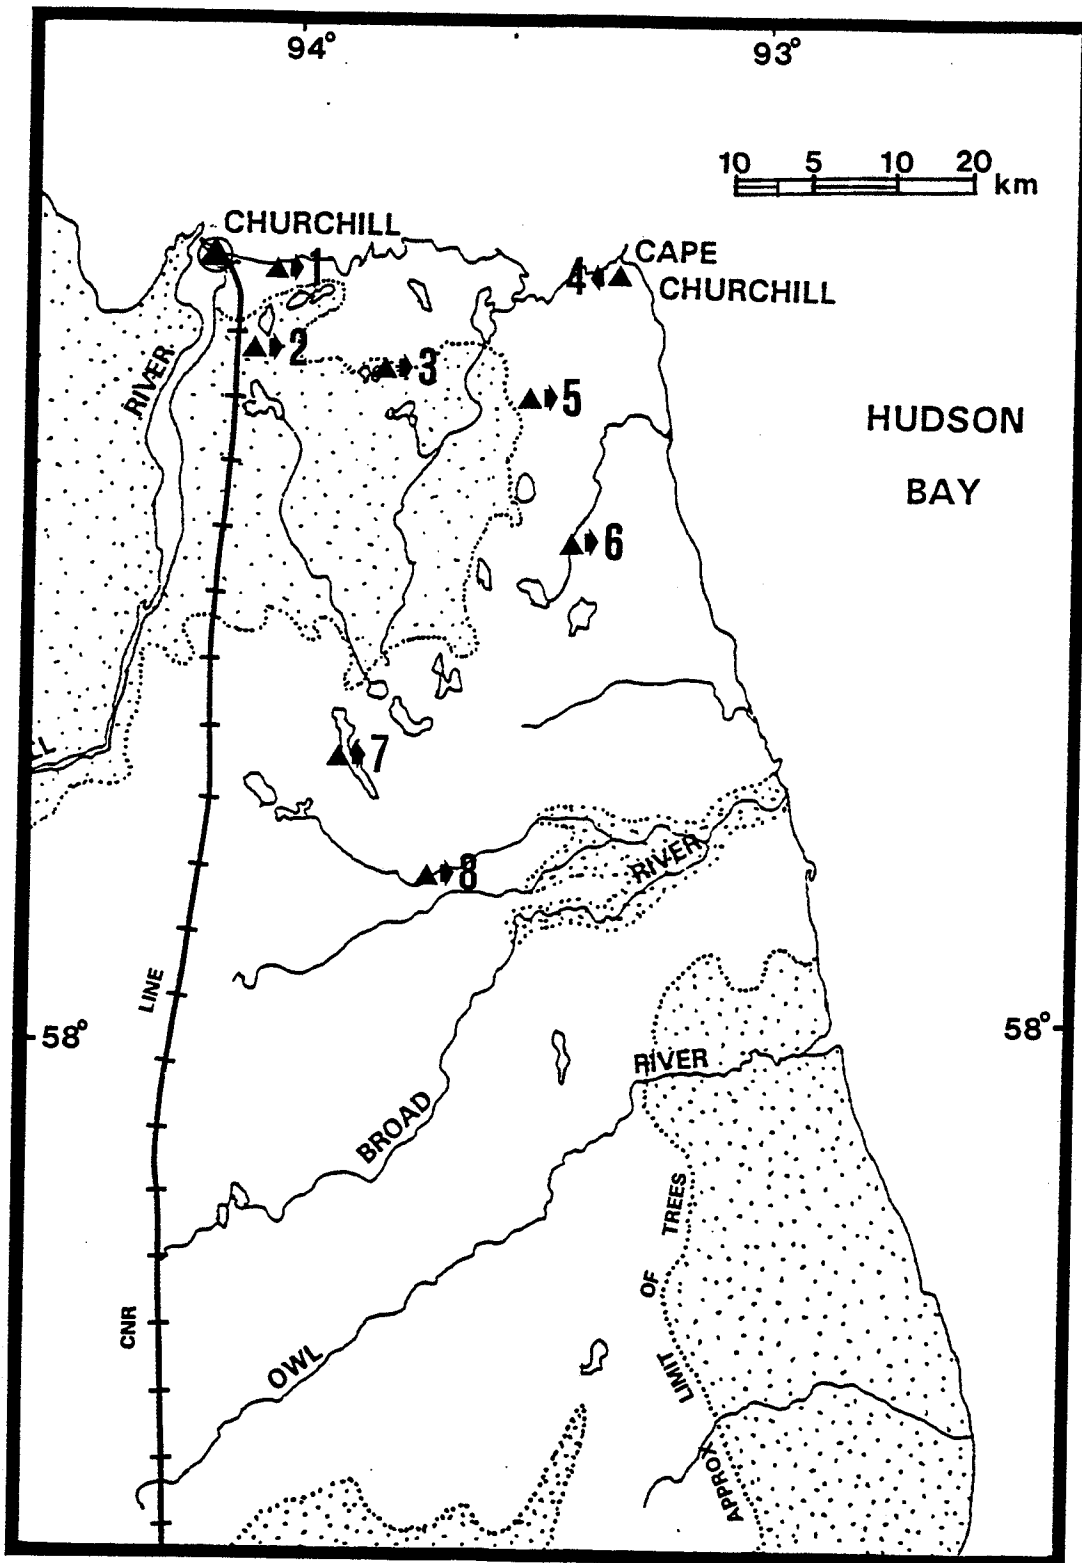 94°
93°
10 5 10 20
km
CHURCHILL
1
CAPE
CHURCHILL
4
2
3
RIVER
5
HUDSON
BAY
6
LL
7
8
RIVER
LINE
58°
58°
RIVER
BROAD
TREES
OF
CNR
OWL
LIMIT
APPROX